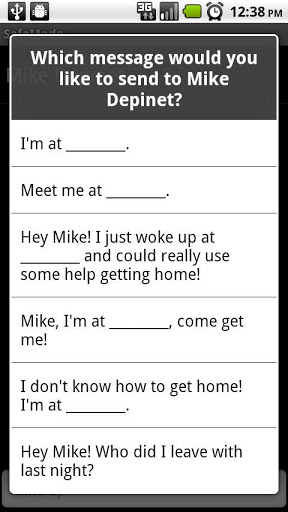 3G
12:38 PM
SafeMode
Mike
Which message would you
like to send to Mike
Depinet?
I'm at ________.
Meet me at ________.
Hey Mike! I just woke up at
________ and could really use
some help getting home!
Mike, I'm at ________, come get
me!
I don't know how to get home!
I'm at ________.
Hey Mike! Who did I leave with
last night?